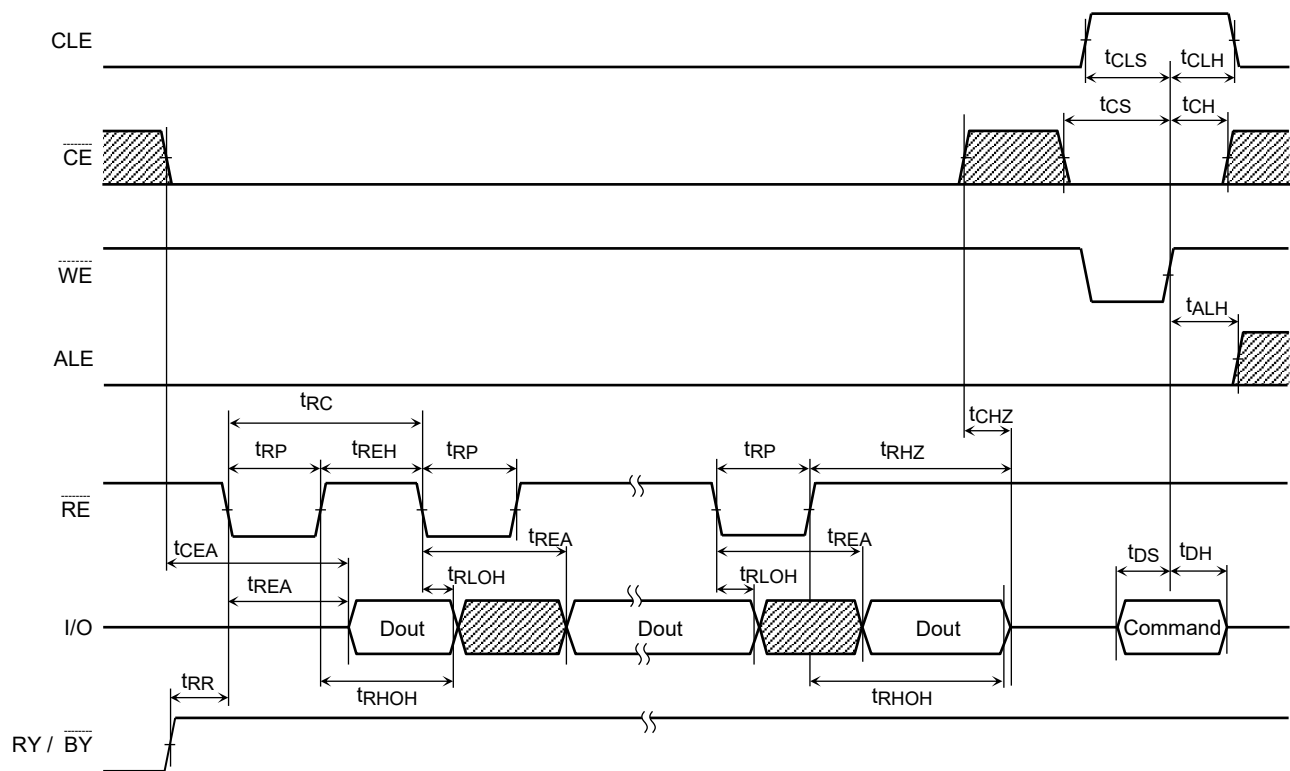 CLE
tCLS tCLH
tCS tCH
CE
WE
tALH
ALE
tRC
tCHZ
tRP tREH tRP tRP tRHZ
RE
tCEA tREA tREA
tREA tRLOH tRLOH tDS tDH
I/O Dout Dout Dout Command
tRR tRHOH tRHOH
RY / BY